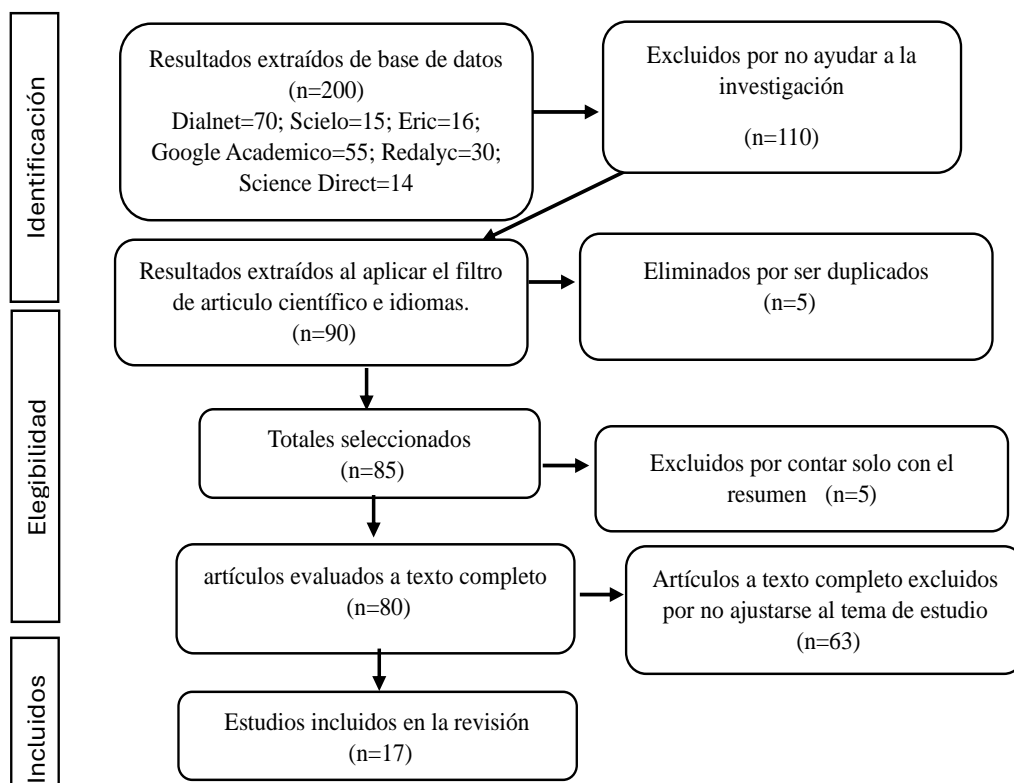 Identificación
Resultados extraídos de base de datos
(n=200)
Dialnet=70; Scielo=15; Eric=16;
Google Academico=55; Redalyc=30;
Science Direct=14
Excluidos por no ayudar a la
investigación
(n=110)
Resultados extraídos al aplicar el filtro
de articulo científico e idiomas.
(n=90)
Eliminados por ser duplicados
(n=5)
Elegibilidad
Totales seleccionados
(n=85)
Excluidos por contar solo con el
resumen (n=5)
artículos evaluados a texto completo
(n=80)
Artículos a texto completo excluidos
por no ajustarse al tema de estudio
(n=63)
Incluidos
Estudios incluidos en la revisión
(n=17)